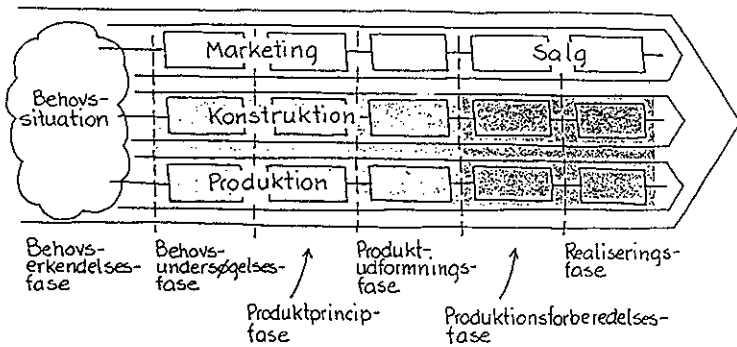 Marketing
Salg
Behovs-
situation
Konstruktion
Produktion
Behovs-
erkendelses-
fase
Behovs-
undersøgelses-
fase
Produktprincip-
fase
Produkt-
udformnings-
fase
Produktionsforberedelses-
fase
Realiserings-
fase